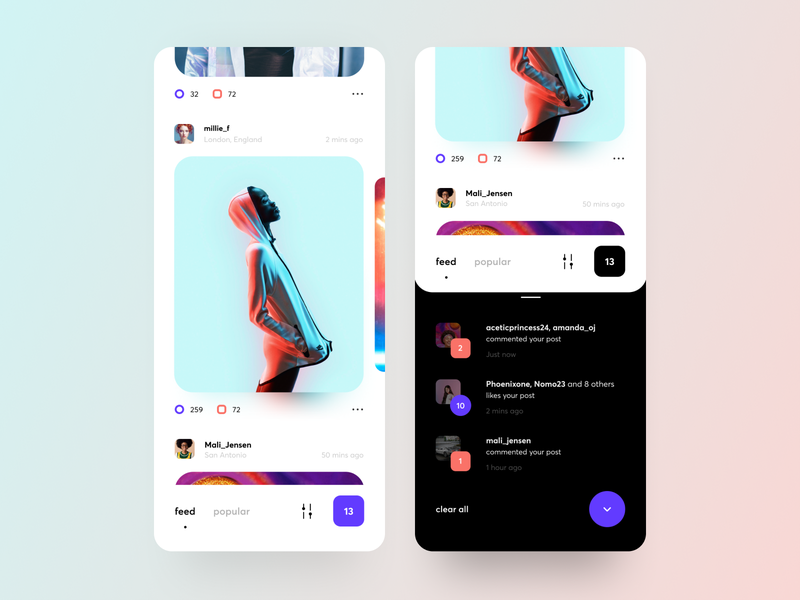 32 72
millie_f
London, England 2 mins ago
259 72
Mali_Jensen
San Antonio 50 mins ago
feed popular 13
259 72
Mali_Jensen
San Antonio 50 mins ago
feed popular 13
aceticprincess24, amanda_oj
commented your post
2
Just now
Phoenixone, Nomo23 and 8 others
likes your post
10
2 mins ago
mali_jensen
commented your post
1
1 hour ago
clear all